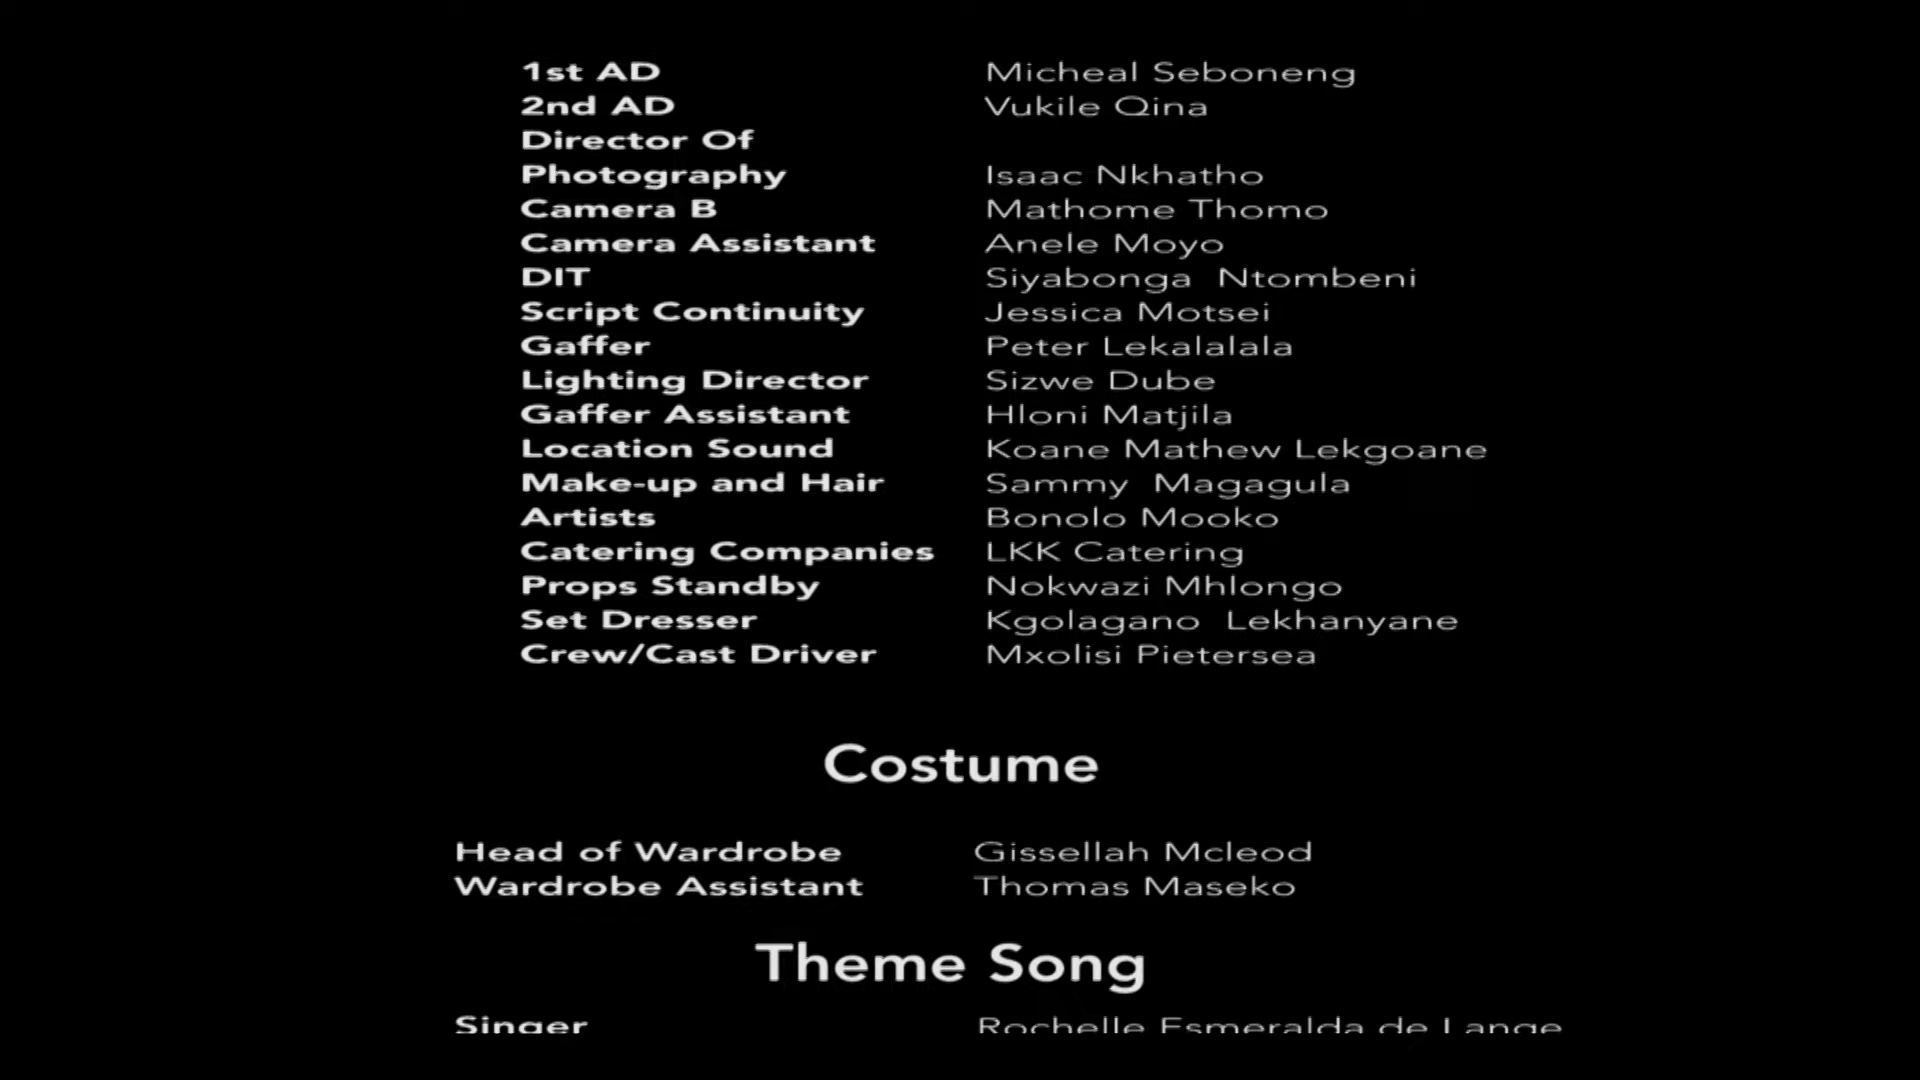 1st AD Micheal Seboneng
2nd AD Vukile Qina
Director Of
Photography Isaac Nkhatho
Camera B Mathome Thomo
Camera Assistant Anele Moyo
DIT Siyabonga Ntombeni
Script Continuity Jessica Motsei
Gaffer Peter Lekalalala
Lighting Director Sizwe Dube
Gaffer Assistant Hloni Matjila
Location Sound Koane Mathew Lekgoane
Make-up and Hair Sammy Magagula
Artists Bonolo Mooko
Catering Companies LKK Catering
Props Standby Nokwazi Mhlongo
Set Dresser Kgolagano Lekhanyane
Crew/Cast Driver Mxolisi Pietersea
Costume
Head of Wardrobe Gissellah Mcleod
Wardrobe Assistant Thomas Maseko
Theme Song
Singer Rochelle Esmeralda de Lange